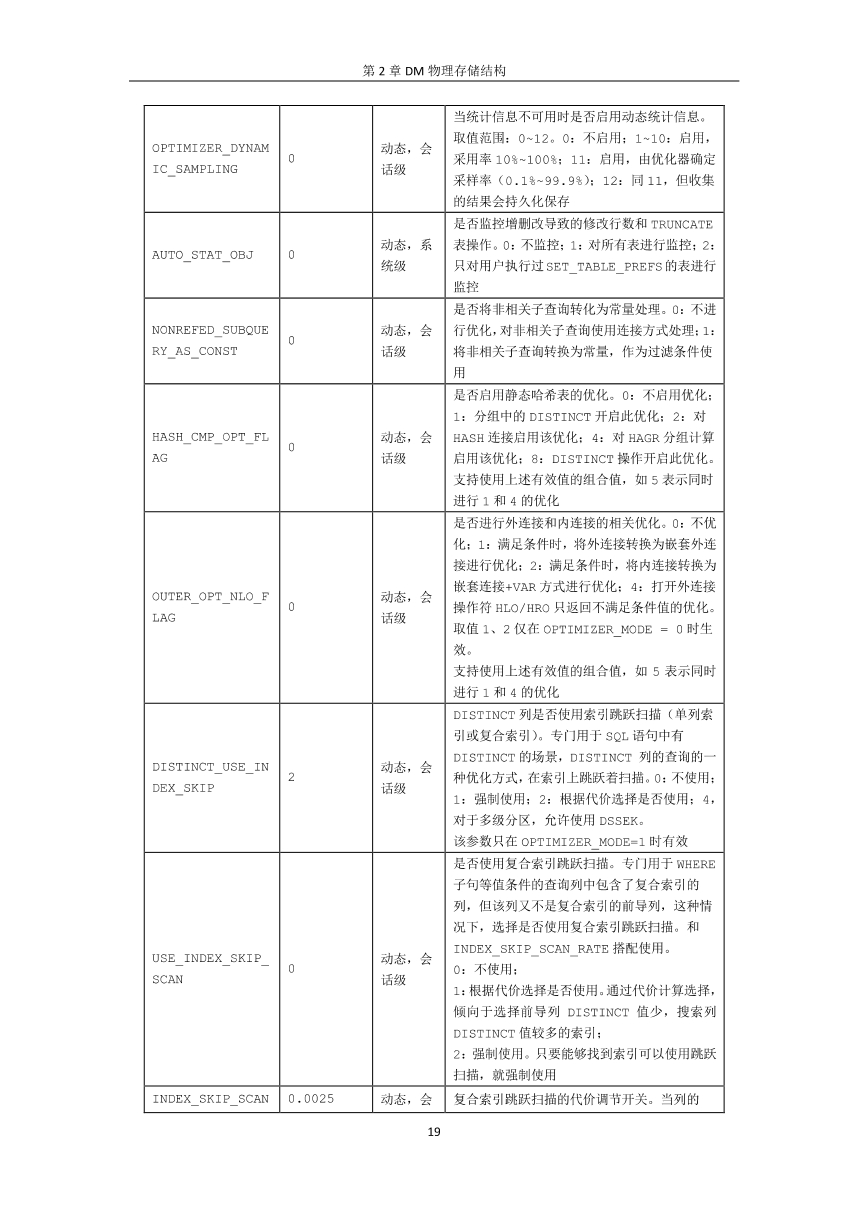 第 2 章 DM 物理存储结构
OPTIMIZER_DYNAM
IC_SAMPLING
0
动态，会
话级
当统计信息不可用时是否启用动态统计信息。
取值范围：0~12。0：不启用；1~10：启用，
采用率 10%~100%；11：启用，由优化器确定
采样率（0.1%~99.9%）；12：同 11，但收集
的结果会持久化保存
AUTO_STAT_OBJ
0
动态，系
统级
是否监控增删改导致的修改行数和 TRUNCATE
表操作。0：不监控；1：对所有表进行监控；2：
只对用户执行过 SET_TABLE_PREFS 的表进行
监控
NONREFED_SUBQUE
RY_AS_CONST
0
动态，会
话级
是否将非相关子查询转化为常量处理。0：不进
行优化，对非相关子查询使用连接方式处理；1：
将非相关子查询转换为常量，作为过滤条件使
用
HASH_CMP_OPT_FL
AG
0
动态，会
话级
是否启用静态哈希表的优化。0：不启用优化；
1：分组中的 DISTINCT 开启此优化；2：对
HASH 连接启用该优化；4：对 HAGR 分组计算
启用该优化；8：DISTINCT 操作开启此优化。
支持使用上述有效值的组合值，如 5 表示同时
进行 1 和 4 的优化
OUTER_OPT_NLO_F
LAG
0
动态，会
话级
是否进行外连接和内连接的相关优化。0：不优
化；1：满足条件时，将外连接转换为嵌套外连
接进行优化；2：满足条件时，将内连接转换为
嵌套连接+VAR 方式进行优化；4：打开外连接
操作符 HLO/HRO 只返回不满足条件值的优化。
取值 1、2 仅在 OPTIMIZER_MODE = 0 时生
效。
支持使用上述有效值的组合值，如 5 表示同时
进行 1 和 4 的优化
DISTINCT_USE_IN
DEX_SKIP
2
动态，会
话级
DISTINCT 列是否使用索引跳跃扫描（单列索
引或复合索引）。专门用于 SQL 语句中有
DISTINCT 的场景，DISTINCT 列的查询的一
种优化方式，在索引上跳跃着扫描。0：不使用；
1：强制使用；2：根据代价选择是否使用；4，
对于多级分区，允许使用 DSSEK。
该参数只在 OPTIMIZER_MODE=1 时有效
USE_INDEX_SKIP_
SCAN
0
动态，会
话级
是否使用复合索引跳跃扫描。专门用于 WHERE
子句等值条件的查询列中包含了复合索引的
列，但该列又不是复合索引的前导列，这种情
况下，选择是否使用复合索引跳跃扫描。和
INDEX_SKIP_SCAN_RATE 搭配使用。
0：不使用；
1：根据代价选择是否使用。通过代价计算选择，
倾向于选择前导列 DISTINCT 值少，搜索列
DISTINCT 值较多的索引；
2：强制使用。只要能够找到索引可以使用跳跃
扫描，就强制使用
INDEX_SKIP_SCAN
0.0025
动态，会
复合索引跳跃扫描的代价调节开关。当列的
19